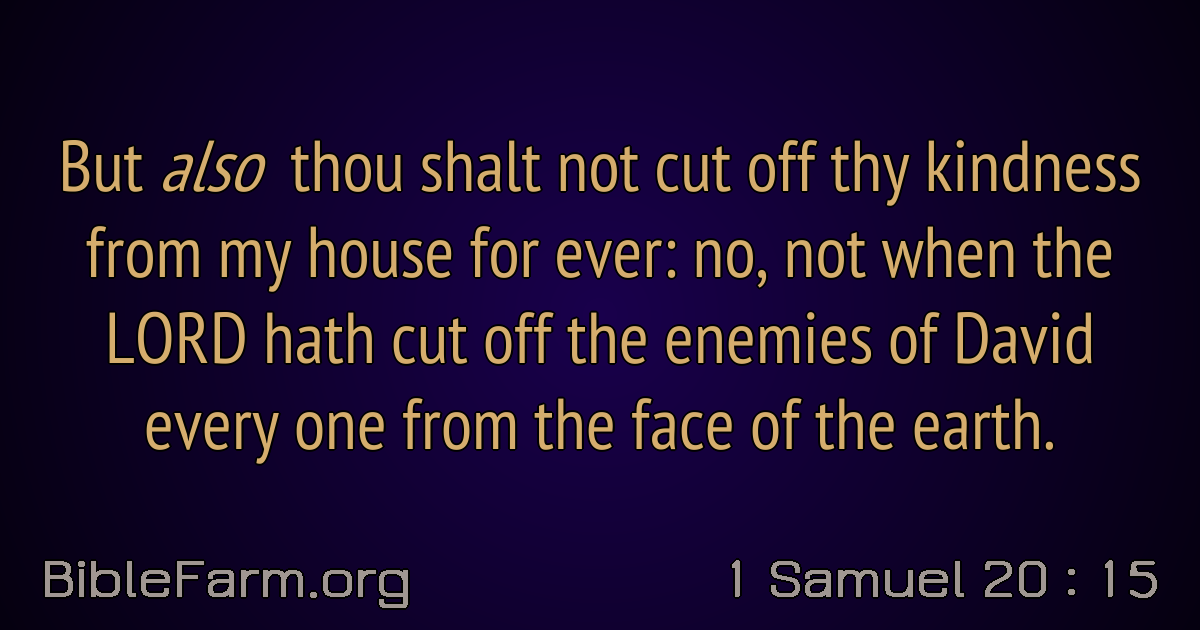 But also thou shalt not cut off thy kindness
from my house for ever: no, not when the
LORD hath cut off the enemies of David
every one from the face of the earth.
BibleFarm.org
1 Samuel 20 : 15